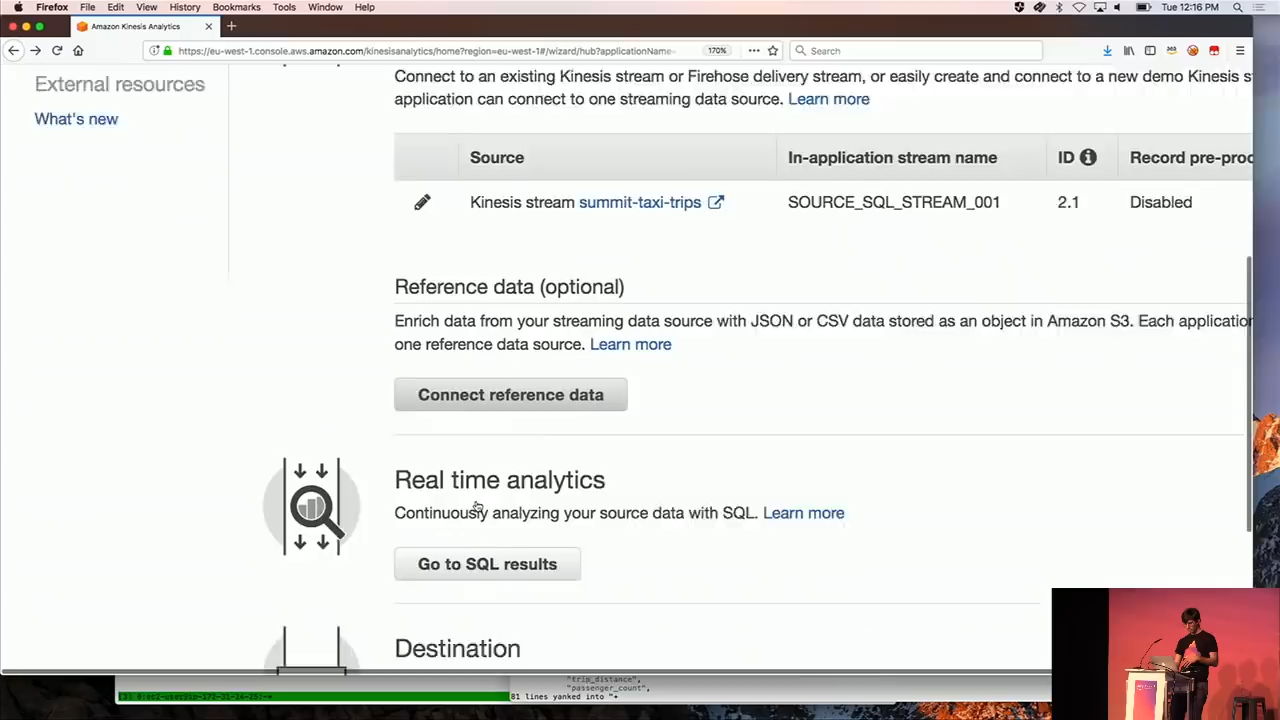 Firefox File Edit View History Bookmarks Tools Window Help Tue 12:16 PM
Amazon Kinesis Analytics
https://eu-west-1.console.aws.amazon.com/kinesisanalytics/home?region=eu-west-1#/wizard/hub?applicationName= 170% Search
External resources
What's new
Connect to an existing Kinesis stream or Firehose delivery stream, or easily create and connect to a new demo Kinesis s
application can connect to one streaming data source. Learn more
Source In-application stream name ID Record pre-proc
Kinesis stream summit-taxi-trips SOURCE_SQL_STREAM_001 2.1 Disabled
Reference data (optional)
Enrich data from your streaming data source with JSON or CSV data stored as an object in Amazon S3. Each application
one reference data source. Learn more
Connect reference data
Real time analytics
Continuously analyzing your source data with SQL. Learn more
Go to SQL results
Destination
"trip_distance",
"passenger_count",
81 lines yanked into "+